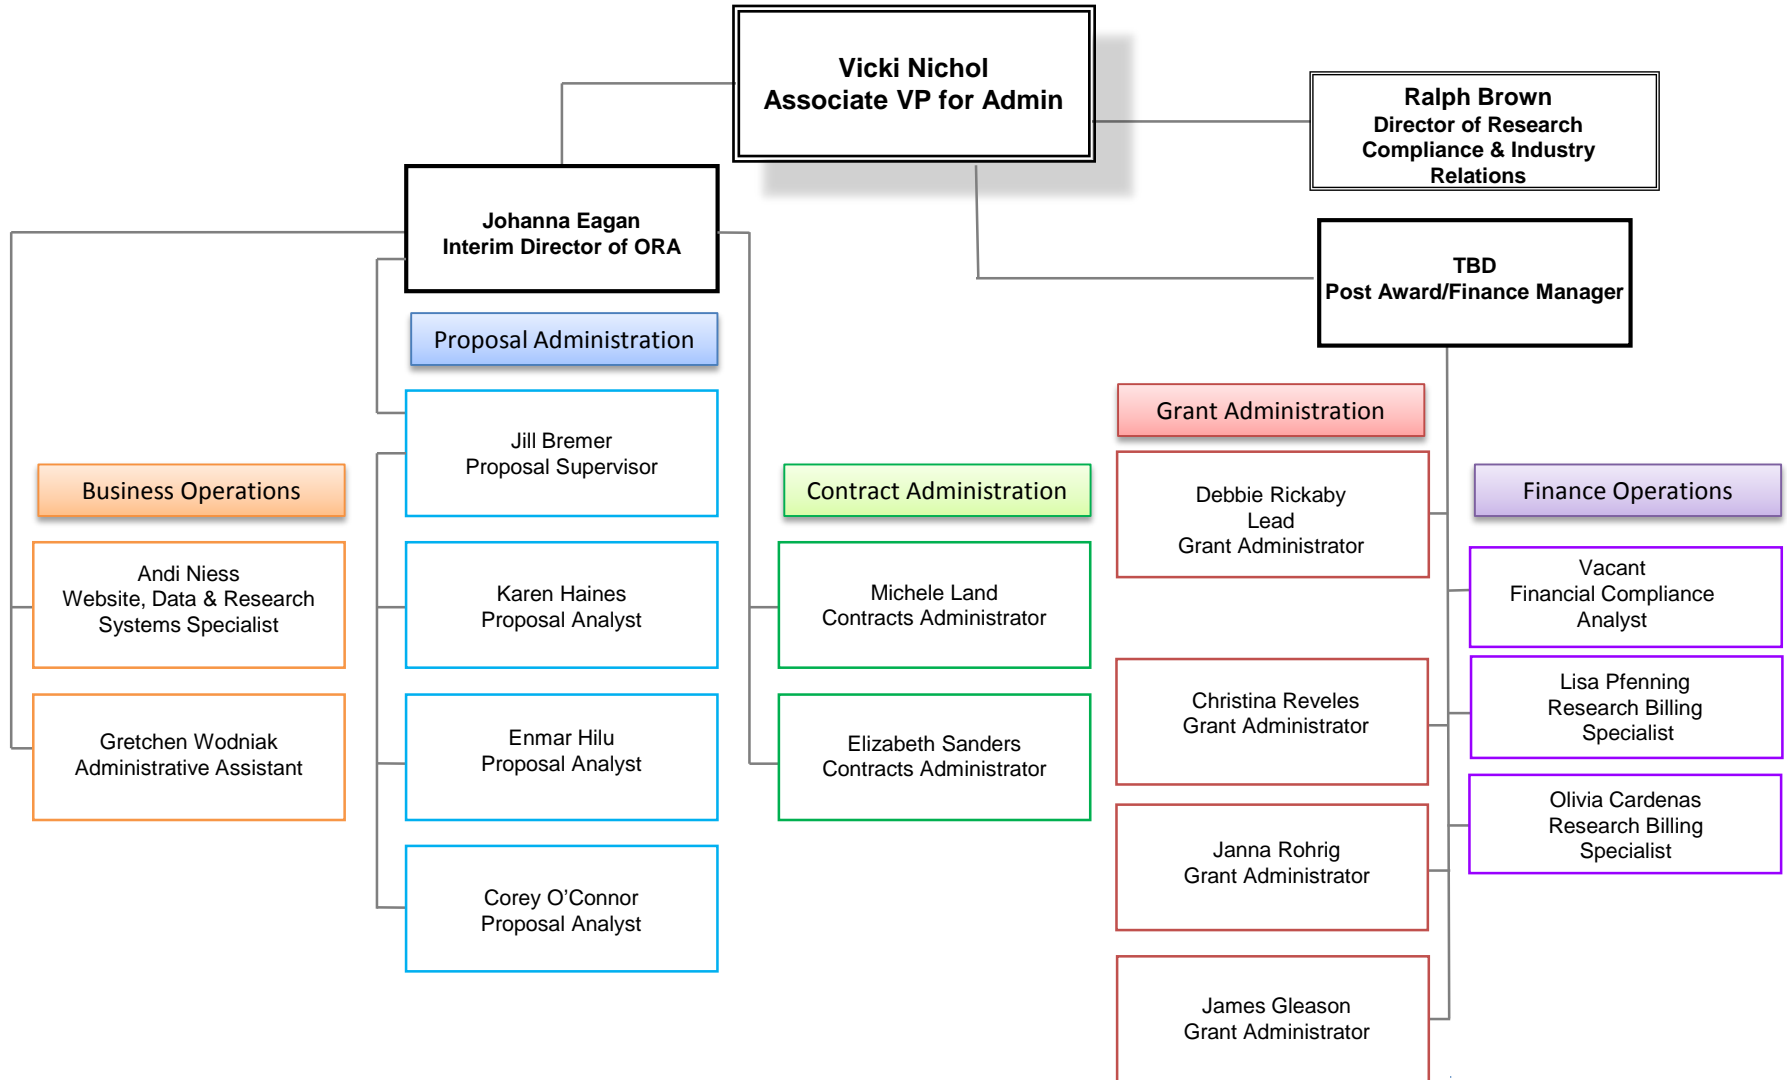 Vicki Nichol
Associate VP for Admin
Ralph Brown
Director of Research
Compliance & Industry
Relations
Johanna Eagan
Interim Director of ORA
TBD
Post Award/Finance Manager
Business Operations
Andi Niess
Website, Data & Research
Systems Specialist
Gretchen Wodniak
Administrative Assistant
Proposal Administration
Jill Bremer
Proposal Supervisor
Karen Haines
Proposal Analyst
Enmar Hilu
Proposal Analyst
Corey O’Connor
Proposal Analyst
Contract Administration
Michele Land
Contracts Administrator
Elizabeth Sanders
Contracts Administrator
Grant Administration
Debbie Rickaby
Lead
Grant Administrator
Christina Reveles
Grant Administrator
Janna Rohrig
Grant Administrator
James Gleason
Grant Administrator
Finance Operations
Vacant
Financial Compliance
Analyst
Lisa Pfenning
Research Billing
Specialist
Olivia Cardenas
Research Billing
Specialist